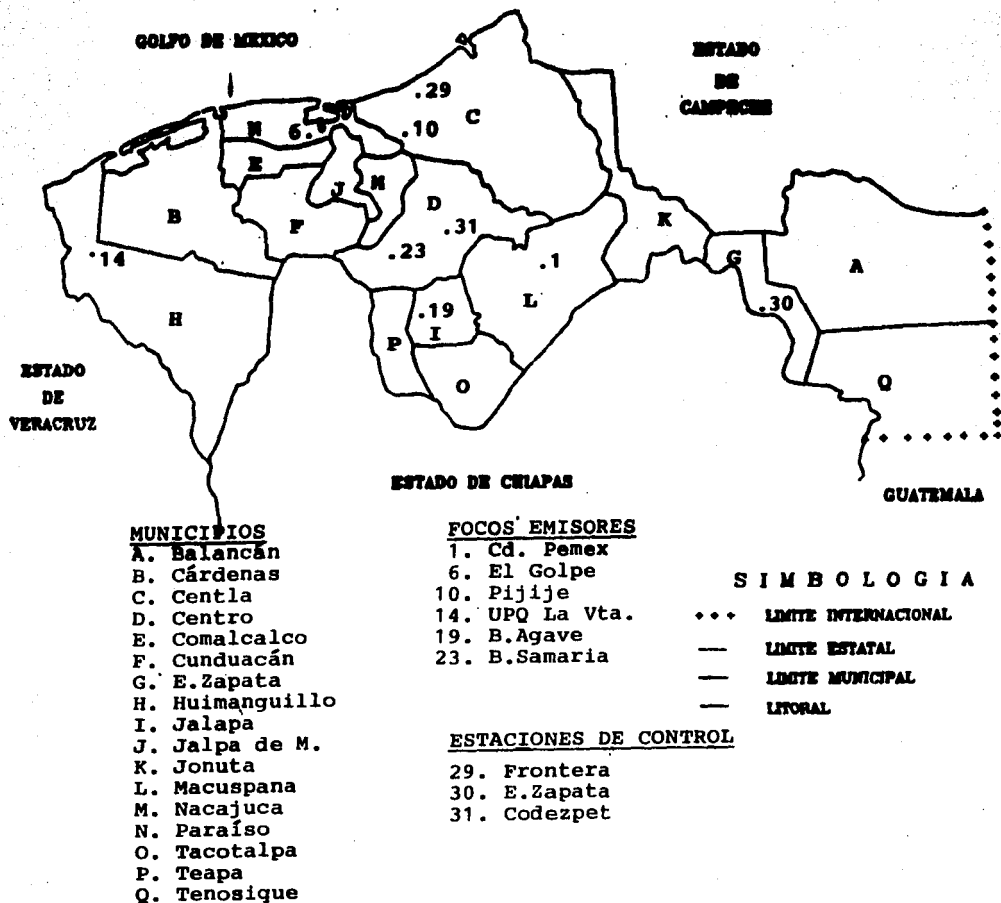 GOLFO DE MEXICO
ESTADO
DE
CAMPECHE
.29
C
.10
N
6.
E
M
J
D
B
F
.31
K
.23
.14
.1
G
A
L
.30
.19
H
P
I
ESTADO
DE
VERACRUZ
O
Q
ESTADO DE CHIAPAS
GUATEMALA
MUNICIPIOS
A. Balancán
B. Cárdenas
C. Centla
D. Centro
E. Comalcalco
F. Cunduacán
G. E.Zapata
H. Huimanguillo
I. Jalapa
J. Jalpa de M.
K. Jonuta
L. Macuspana
M. Nacajuca
N. Paraíso
O. Tacotalpa
P. Teapa
Q. Tenosique
FOCOS EMISORES
1. Cd. Pemex
6. El Golpe
10. Pijije
14. UPQ La Vta.
19. B.Agave
23. B.Samaria
ESTACIONES DE CONTROL
29. Frontera
30. E.Zapata
31. Codezpet
SIMBOLOGIA
LIMITE INTERNACIONAL
LIMITE ESTATAL
LIMITE MUNICIPAL
LITORAL